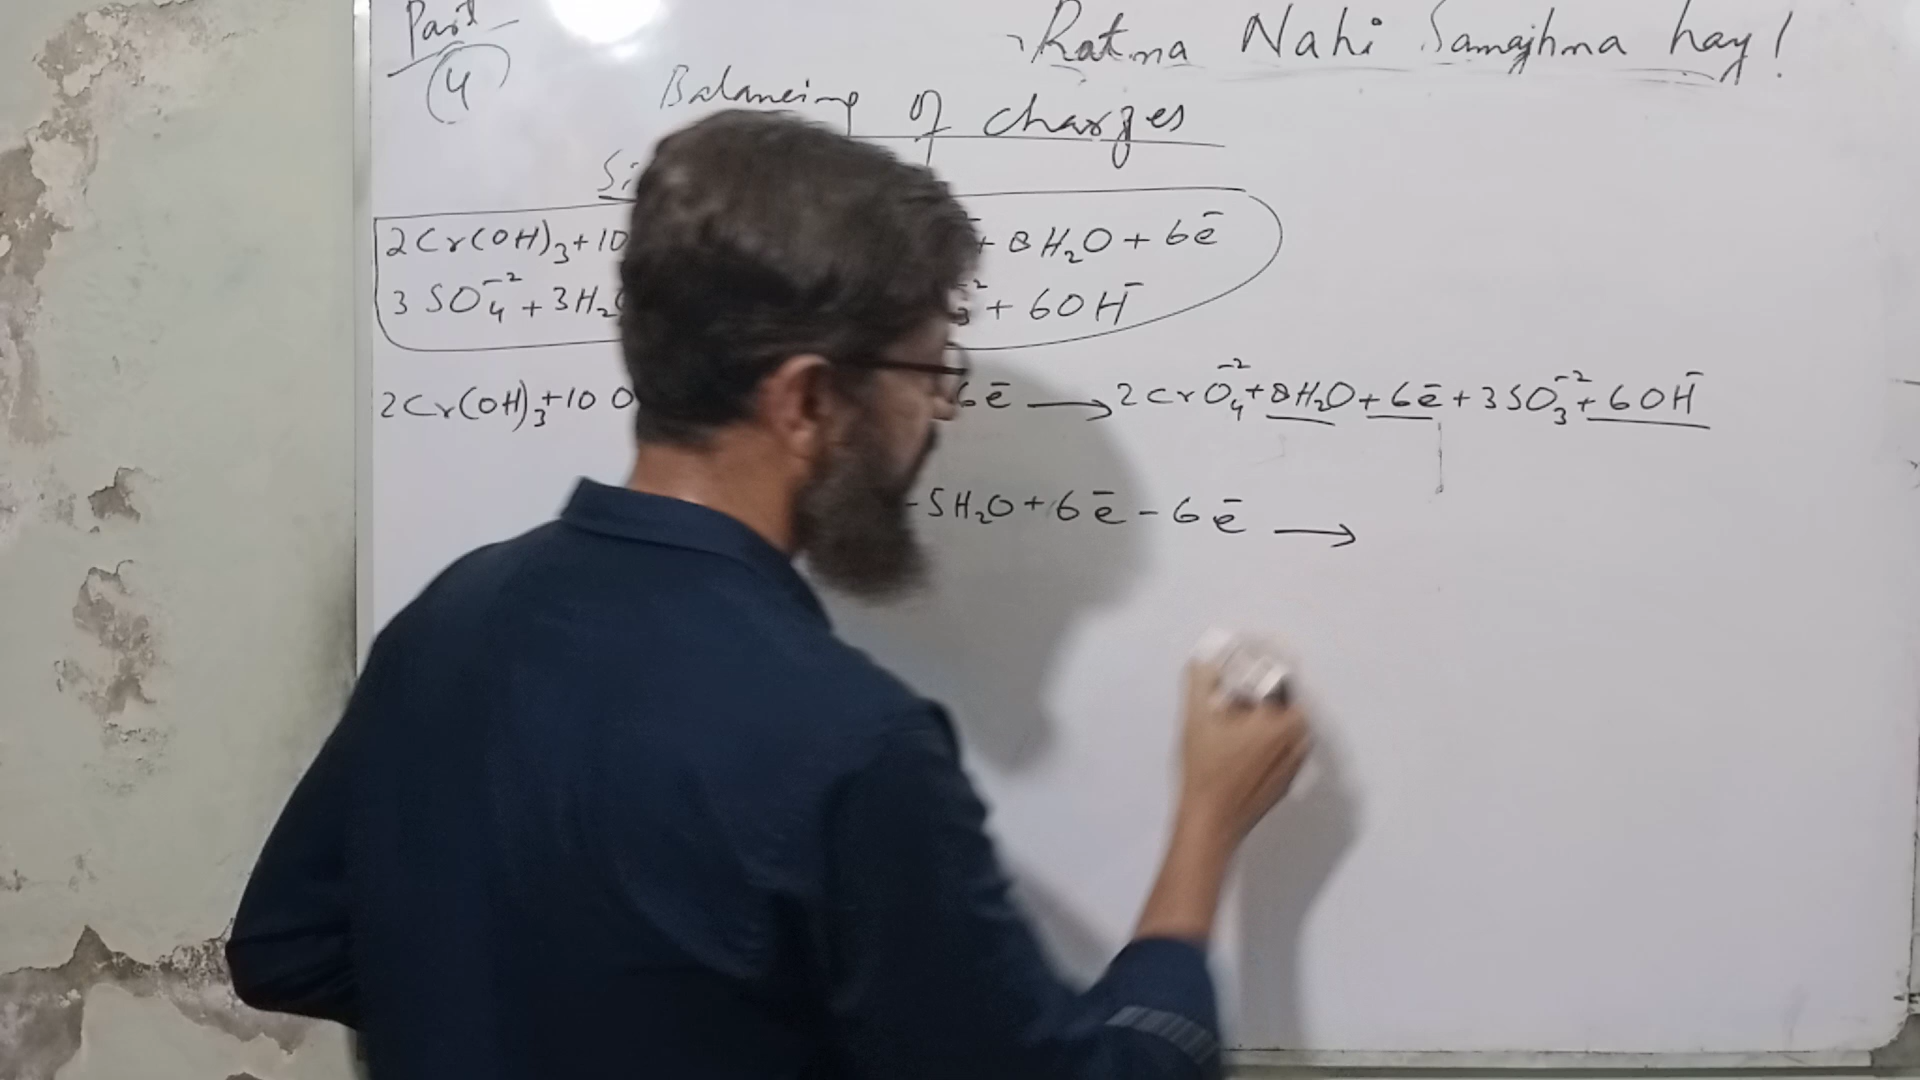 Part
(4)
Ratna Nahi Samajhna hay!
Balancing of charges
2Cr(OH)₃+10 + 8H₂O + 6e⁻
3SO₄⁻² + 3H₂O + 6OH⁻
2Cr(OH)₃+10 O 6e⁻ ⟶ 2CrO₄⁻²+8H₂O+6e⁻+3SO₃⁻²+6OH⁻
-5H₂O+6e⁻-6e⁻ ⟶